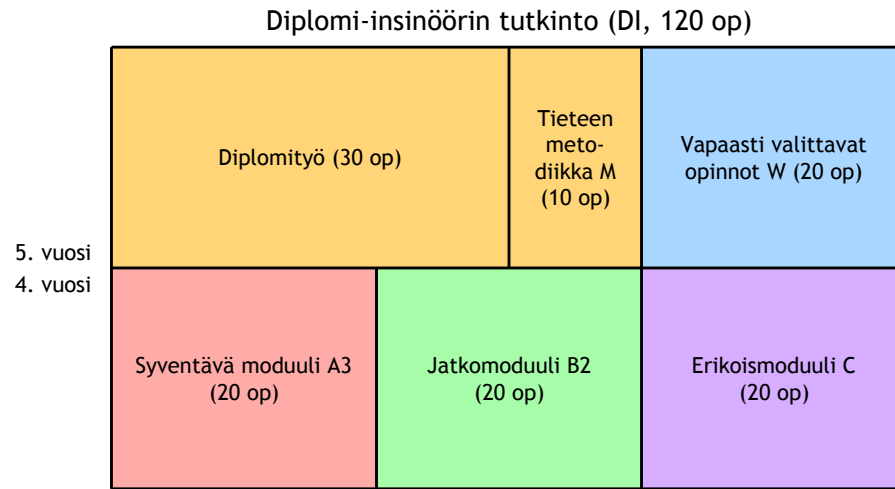 Diplomi-insinöörin tutkinto (DI, 120 op)
Diplomityö (30 op)
Tieteen
meto-
diikka M
(10 op)
Vapaasti valittavat
opinnot W (20 op)
5. vuosi
4. vuosi
Syventävä moduuli A3
(20 op)
Jatkomoduuli B2
(20 op)
Erikoismoduuli C
(20 op)